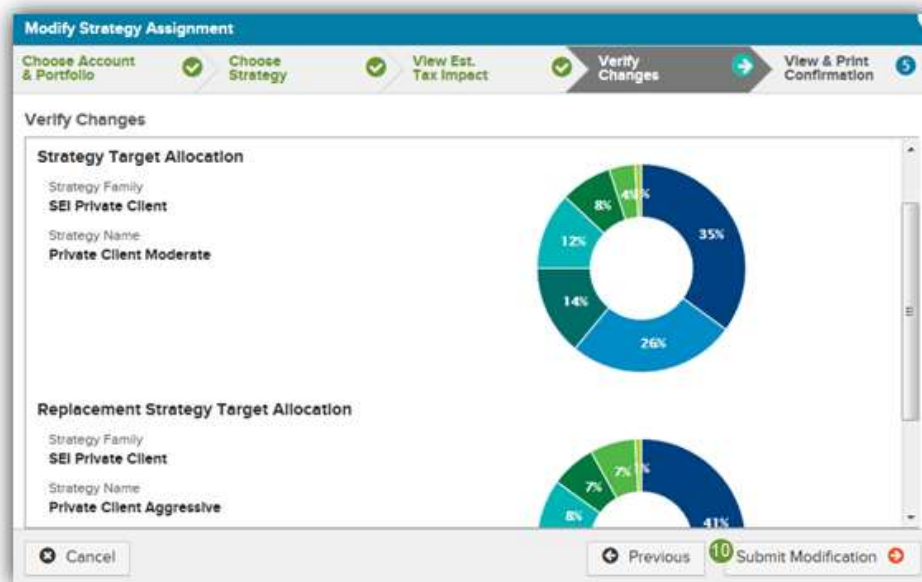 Modify Strategy Assignment
Choose Account & Portfolio
Choose Strategy
View Est. Tax Impact
Verify Changes
View & Print Confirmation
5
Verify Changes
Strategy Target Allocation
Strategy Family
SEI Private Client
Strategy Name
Private Client Moderate
35%
26%
14%
12%
8%
4%
%
Replacement Strategy Target Allocation
Strategy Family
SEI Private Client
Strategy Name
Private Client Aggressive
41%
8%
7%
7%
%
Cancel
Previous
10
Submit Modification